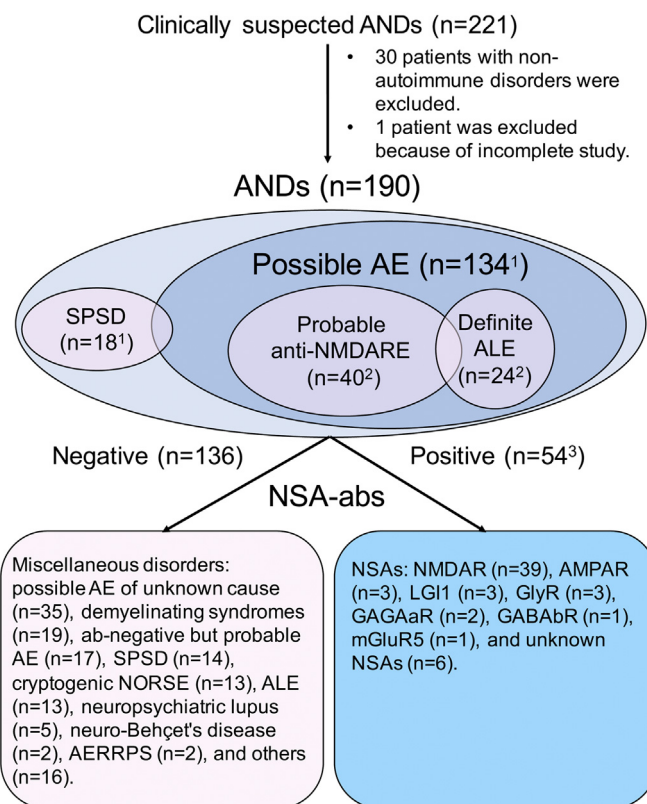 Clinically suspected ANDs (n=221)
• 30 patients with non-
autoimmune disorders were
excluded.
• 1 patient was excluded
because of incomplete study.
ANDs (n=190)
Possible AE (n=134¹)
SPSD
(n=18¹)
Probable
anti-NMDARE
(n=40²)
Definite
ALE
(n=24²)
Negative (n=136)
Positive (n=54³)
NSA-abs
Miscellaneous disorders:
possible AE of unknown cause
(n=35), demyelinating syndromes
(n=19), ab-negative but probable
AE (n=17), SPSD (n=14),
cryptogenic NORSE (n=13), ALE
(n=13), neuropsychiatric lupus
(n=5), neuro-Behçet's disease
(n=2), AERRPS (n=2), and others
(n=16).
NSAs: NMDAR (n=39), AMPAR
(n=3), LGI1 (n=3), GlyR (n=3),
GAGAaR (n=2), GABAbR (n=1),
mGluR5 (n=1), and unknown
NSAs (n=6).